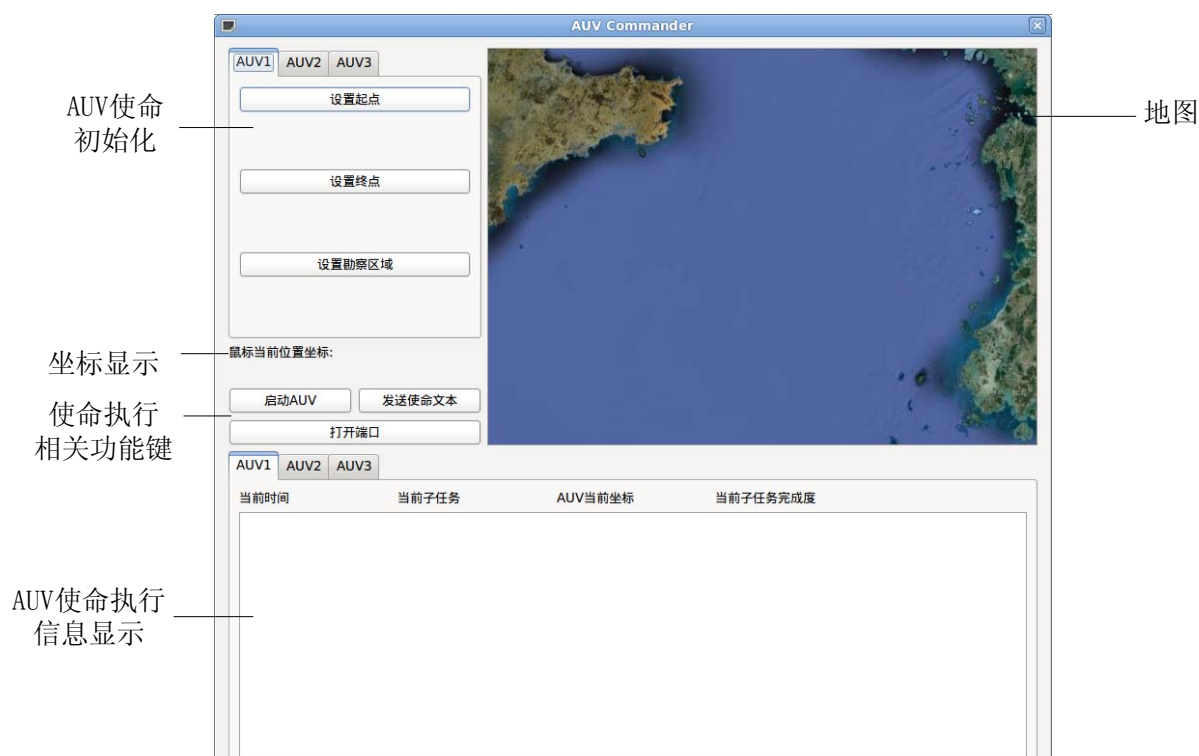 AUV Commander
AUV1 AUV2 AUV3
设置起点
AUV使命
初始化
地图
设置终点
设置勘察区域
坐标显示
鼠标当前位置坐标:
启动AUV 发送使命文本
使命执行
相关功能键
打开端口
AUV1 AUV2 AUV3
当前时间 当前子任务 AUV当前坐标 当前子任务完成度
AUV使命执行
信息显示